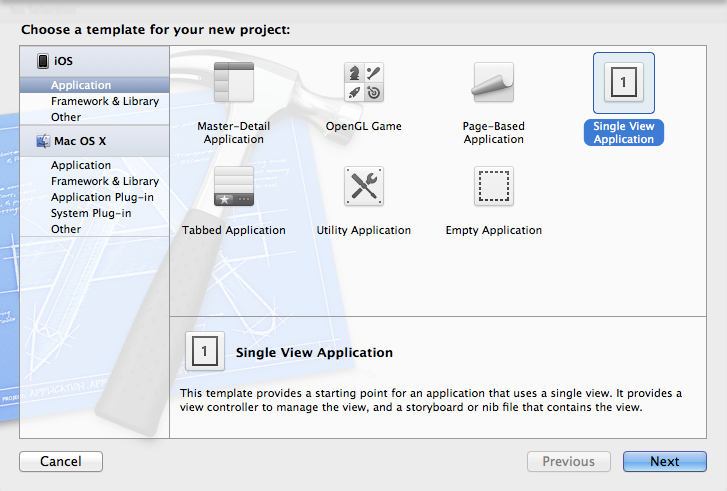 Choose a template for your new project:
iOS
Application
Framework & Library
Other
Mac OS X
Application
Framework & Library
Application Plug-in
System Plug-in
Other
Master-Detail
Application
OpenGL Game
Page-Based
Application
1
Single View
Application
Tabbed Application
Utility Application
Empty Application
1
Single View Application
This template provides a starting point for an application that uses a single view. It provides a
view controller to manage the view, and a storyboard or nib file that contains the view.
PROJECT APPLICATION.APP
Cancel
Previous
Next